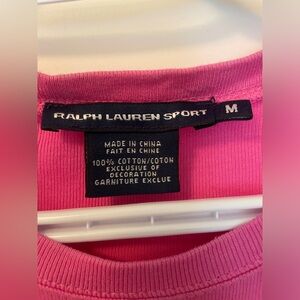 RALPH LAUREN SPORT
M
MADE IN CHINA
FAIT EN CHINE
100% COTTON/COTON
EXCLUSIVE OF
DECORATION
GARNITURE EXCLUE